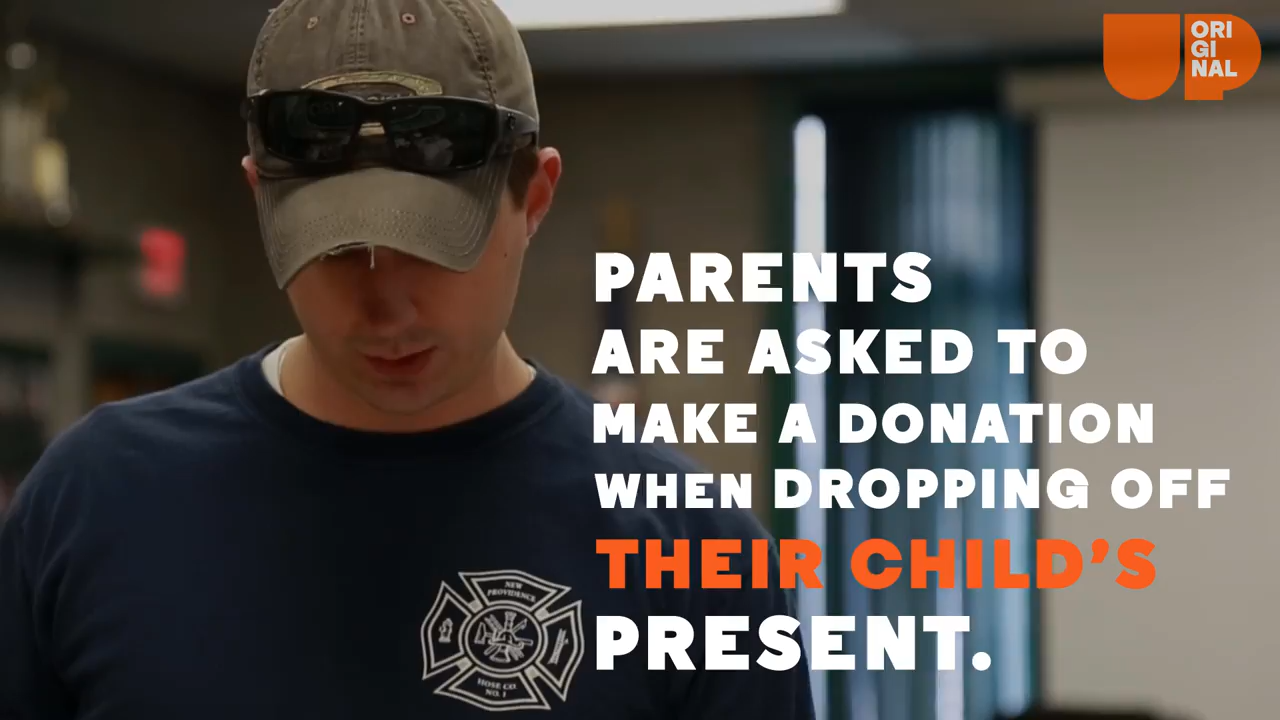 UP
ORI
GI
NAL
PARENTS
ARE ASKED TO
MAKE A DONATION
WHEN DROPPING OFF
THEIR CHILD'S
PRESENT.
NEW
PROVIDENCE
HOSE CO.
NO. 1